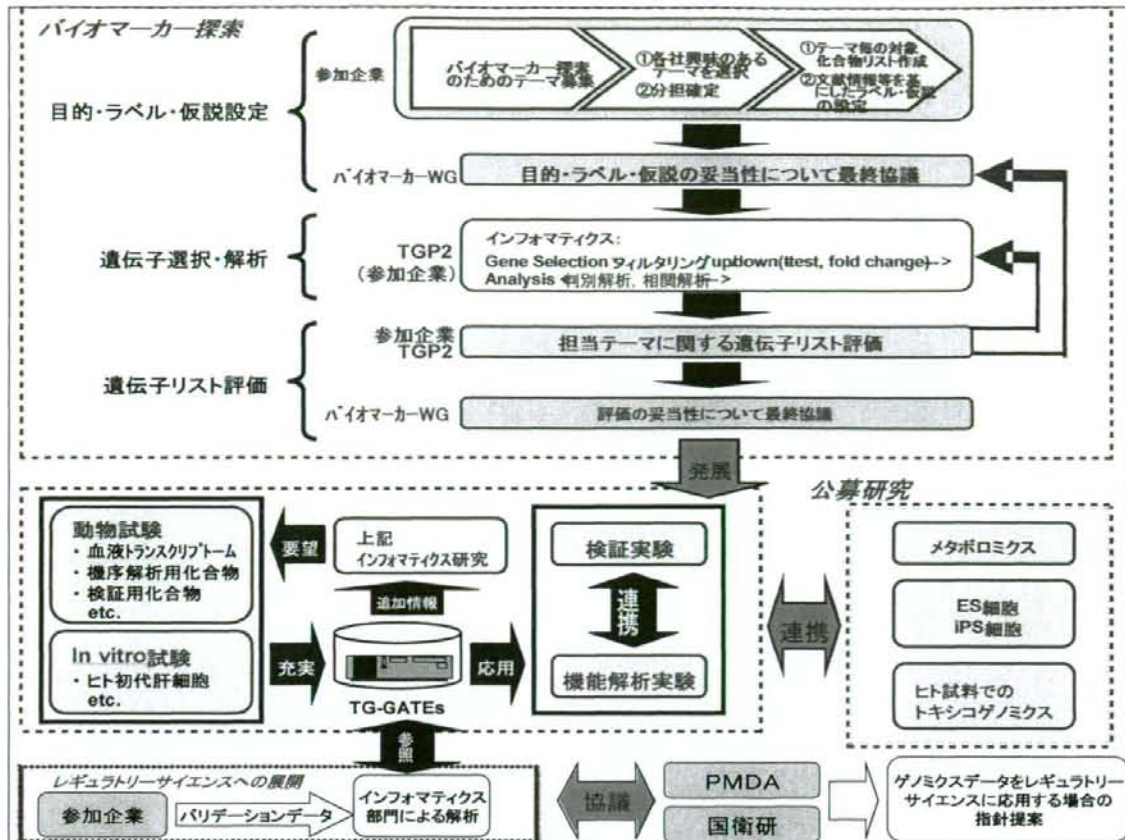 バイオマーカー探索
参加企業
目的・ラベル・仮説設定
バイオマーカー探索
のためのテーマ募集
①各社興味のある
テーマを選択
②分担確定
①テーマ毎の対象
化合物リスト作成
②文献情報等を基
にしたラベル・仮説
の設定
バイオマーカーWG
目的・ラベル・仮説の妥当性について最終協議
遺伝子選択・解析
TGP2
(参加企業)
インフォマティクス:
Gene Selection フィルタリング up/down(ttest, fold change)-->
Analysis 判別解析, 相関解析->
参加企業
TGP2
担当テーマに関する遺伝子リスト評価
遺伝子リスト評価
バイオマーカーWG
評価の妥当性について最終協議
発展
公募研究
動物試験
・血液トランスクリプトーム
・機序解析用化合物
・検証用化合物
etc.
要望
上記
インフォマティクス研究
追加情報
In vitro試験
・ヒト初代肝細胞
etc.
充実
TG-GATEs
応用
検証実験
連携
機能解析実験
連携
メタボロミクス
ES細胞
iPS細胞
ヒト試料での
トキシコゲノミクス
参照
レギュラトリーサイエンスへの展開
参加企業
バリデーションデータ
インフォマティクス
部門による解析
協議
PMDA
国衛研
ゲノミクスデータをレギュラトリー
サイエンスに応用する場合の
指針提案